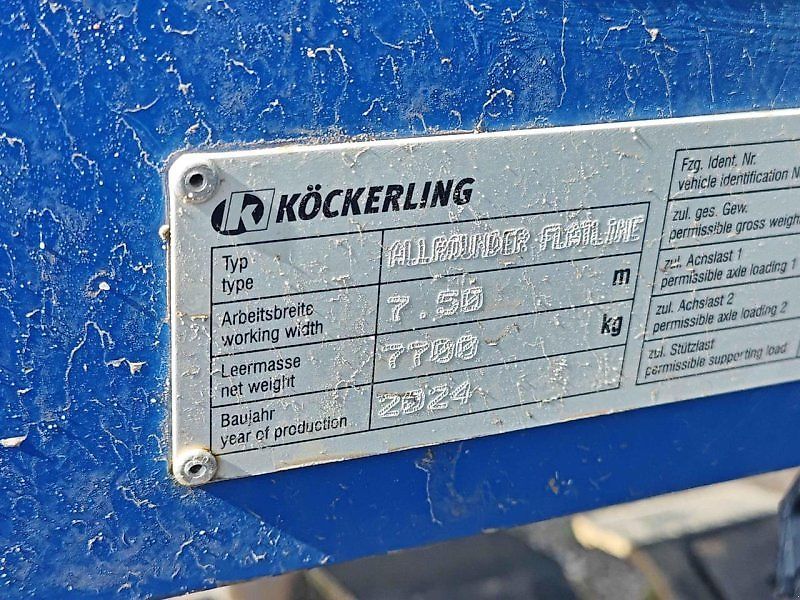 K KÖCKERLING
Typ
type
ALLROUNDER FLATLINE
Arbeitsbreite
working width
7.50 m
Leermasse
net weight
7700 kg
Baujahr
year of production
2024
Fzg. Ident. Nr.
vehicle identification N
zul. ges. Gew.
permissible gross weigh
zul. Achslast 1
permissible axle loading 1
zul. Achslast 2
permissible axle loading 2
zul. Stützlast
permissible supporting load